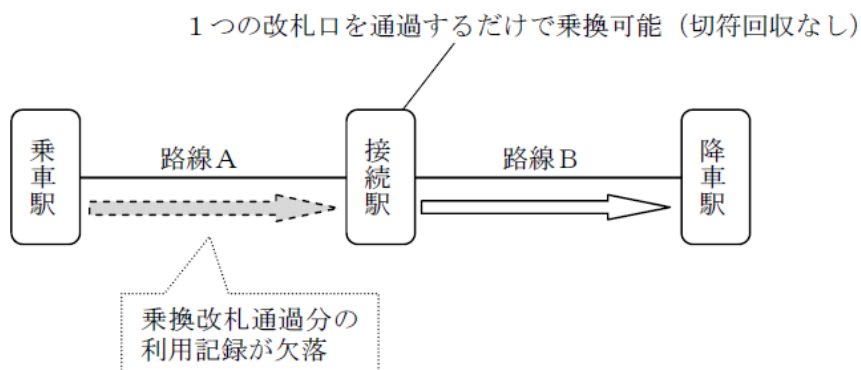 １つの改札口を通過するだけで乗換可能（切符回収なし）
乗車駅
路線Ａ
接続駅
路線Ｂ
降車駅
乗換改札通過分の
利用記録が欠落